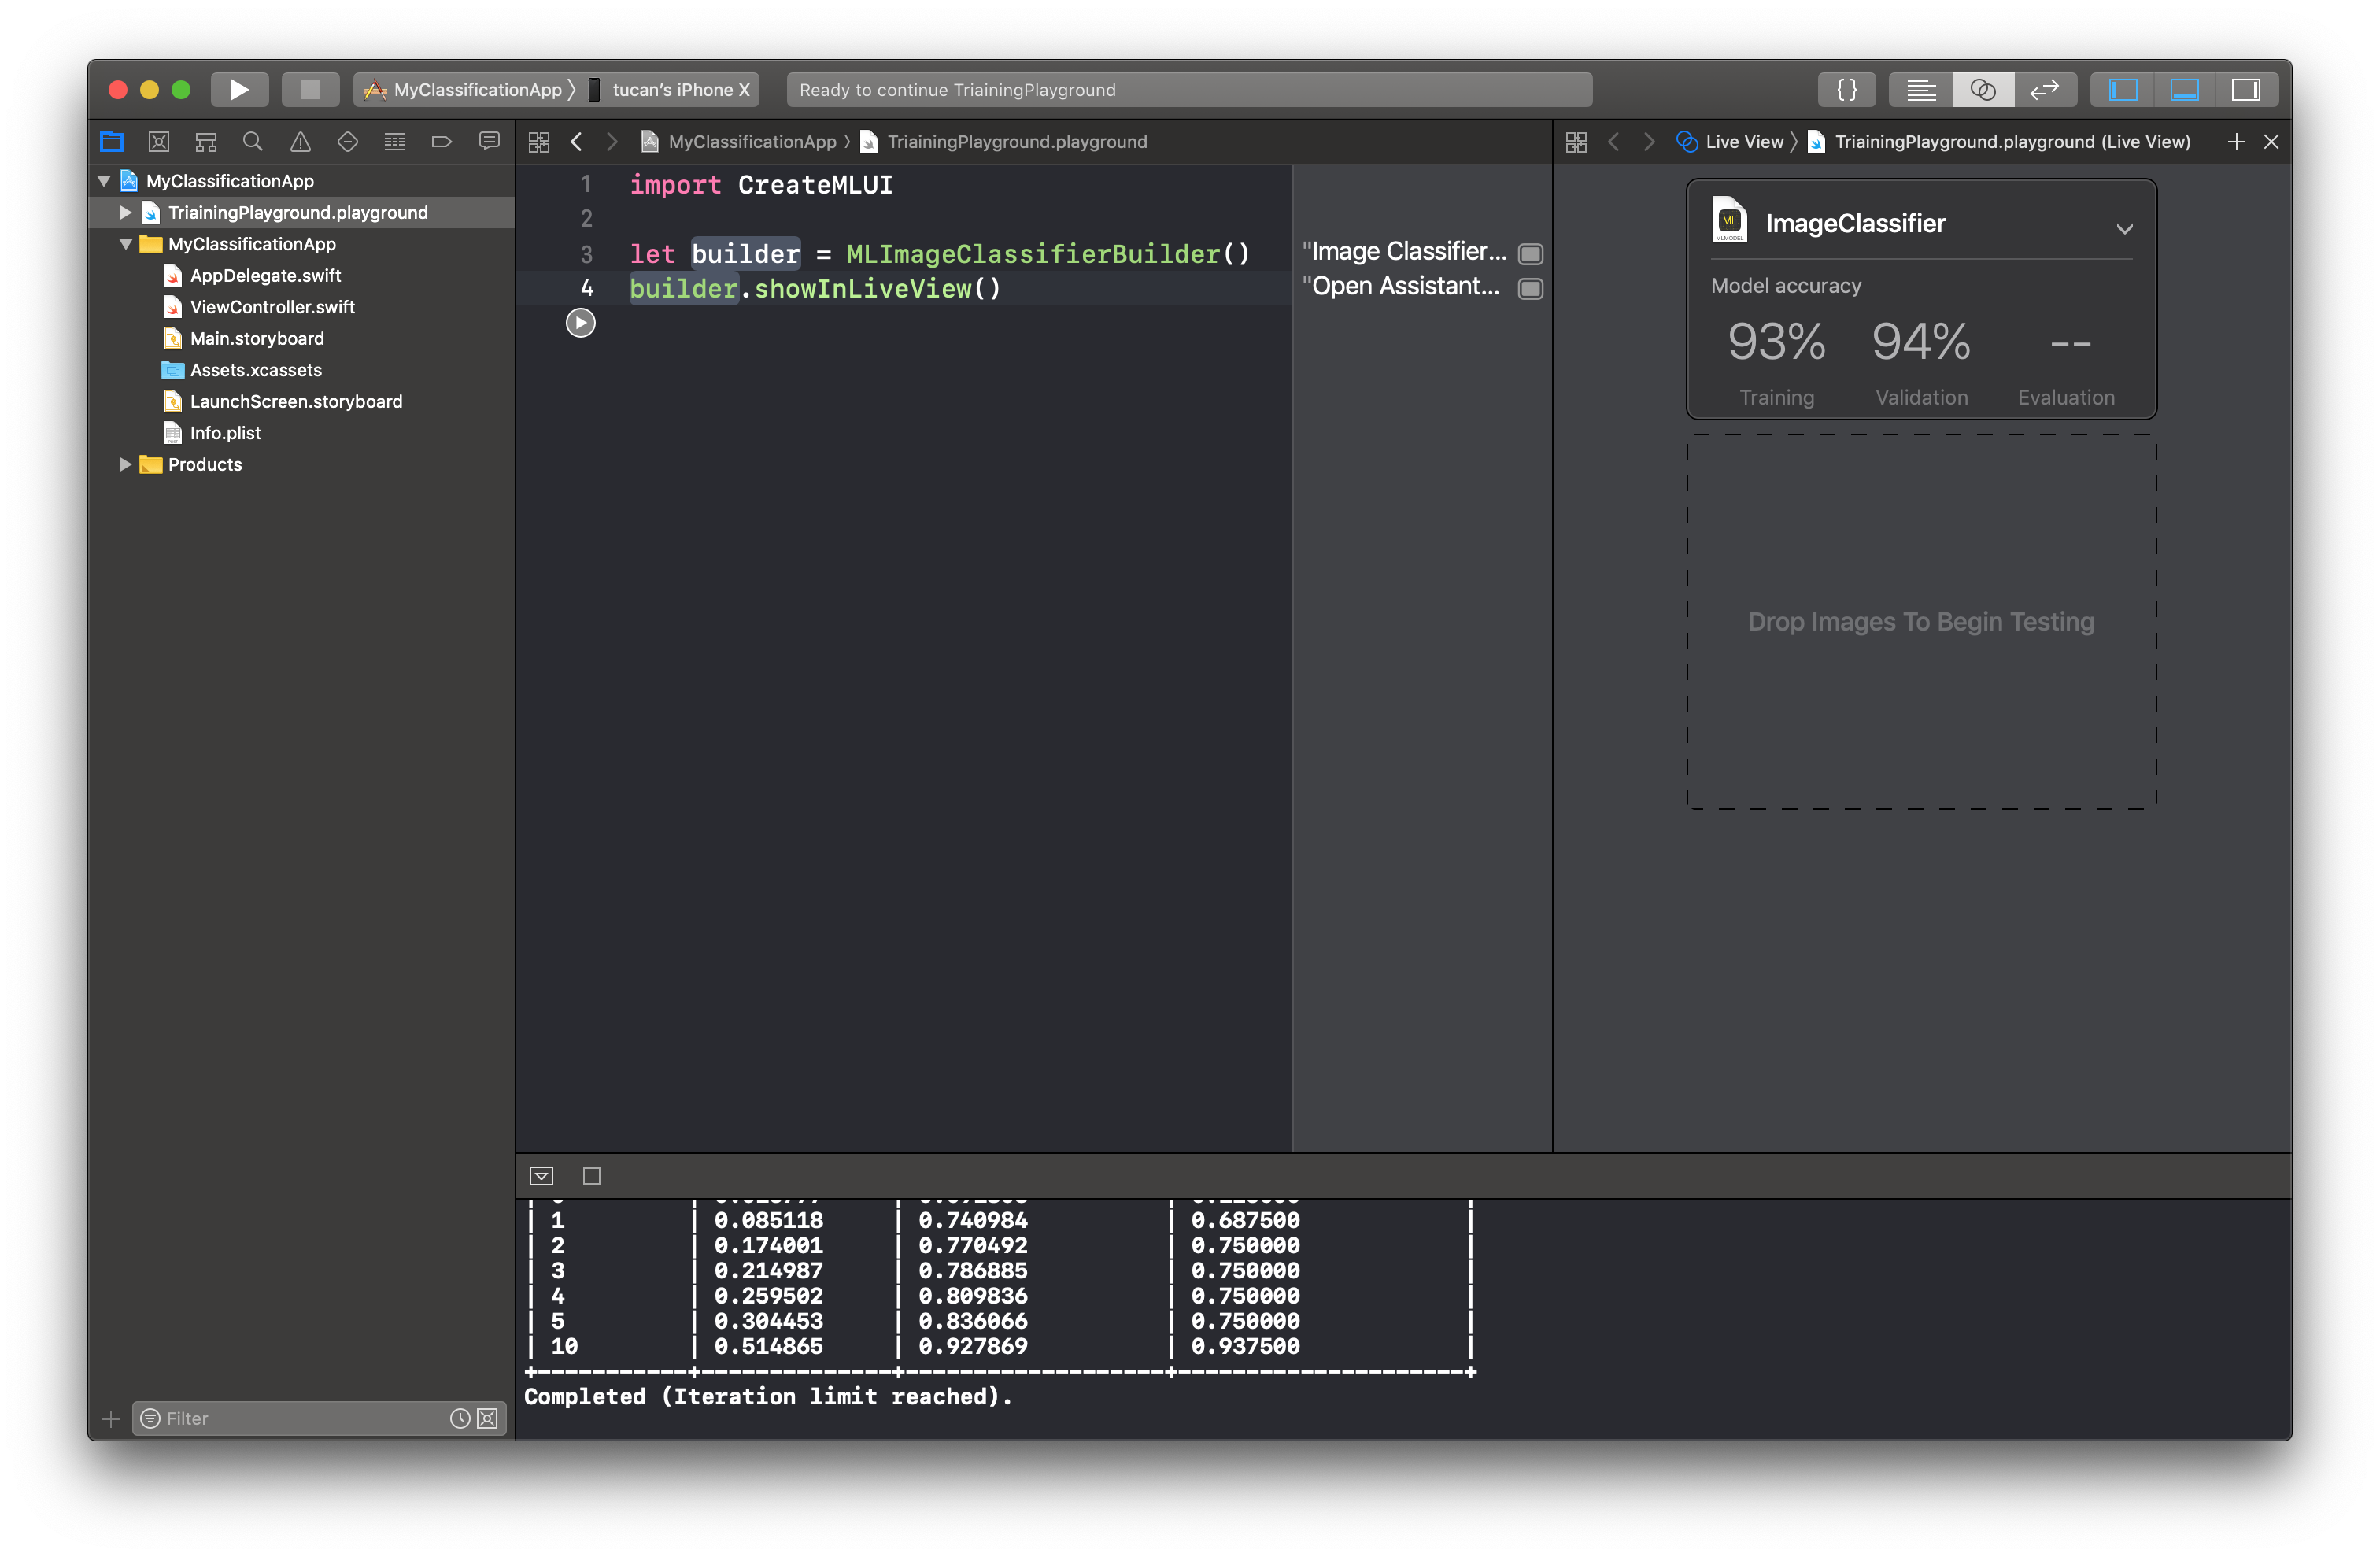 MyClassificationApp 〉 tucan's iPhone X
Ready to continue TriainingPlayground
{}
MyClassificationApp
TriainingPlayground.playground
MyClassificationApp
AppDelegate.swift
ViewController.swift
Main.storyboard
Assets.xcassets
LaunchScreen.storyboard
Info.plist
Products
Filter
MyClassificationApp 〉 TriainingPlayground.playground
1 import CreateMLUI
2
3 let builder = MLImageClassifierBuilder()
4 builder.showInLiveView()
"Image Classifier...
"Open Assistant...
Live View 〉 TriainingPlayground.playground (Live View)
ML
MLMODEL
ImageClassifier
Model accuracy
93% 94% --
Training Validation Evaluation
Drop Images To Begin Testing
| 1 | 0.085118 | 0.740984 | 0.687500 |
| 2 | 0.174001 | 0.770492 | 0.750000 |
| 3 | 0.214987 | 0.786885 | 0.750000 |
| 4 | 0.259502 | 0.809836 | 0.750000 |
| 5 | 0.304453 | 0.836066 | 0.750000 |
| 10 | 0.514865 | 0.927869 | 0.937500 |
+-----------+--------------+-------------------+---------------------+
Completed (Iteration limit reached).